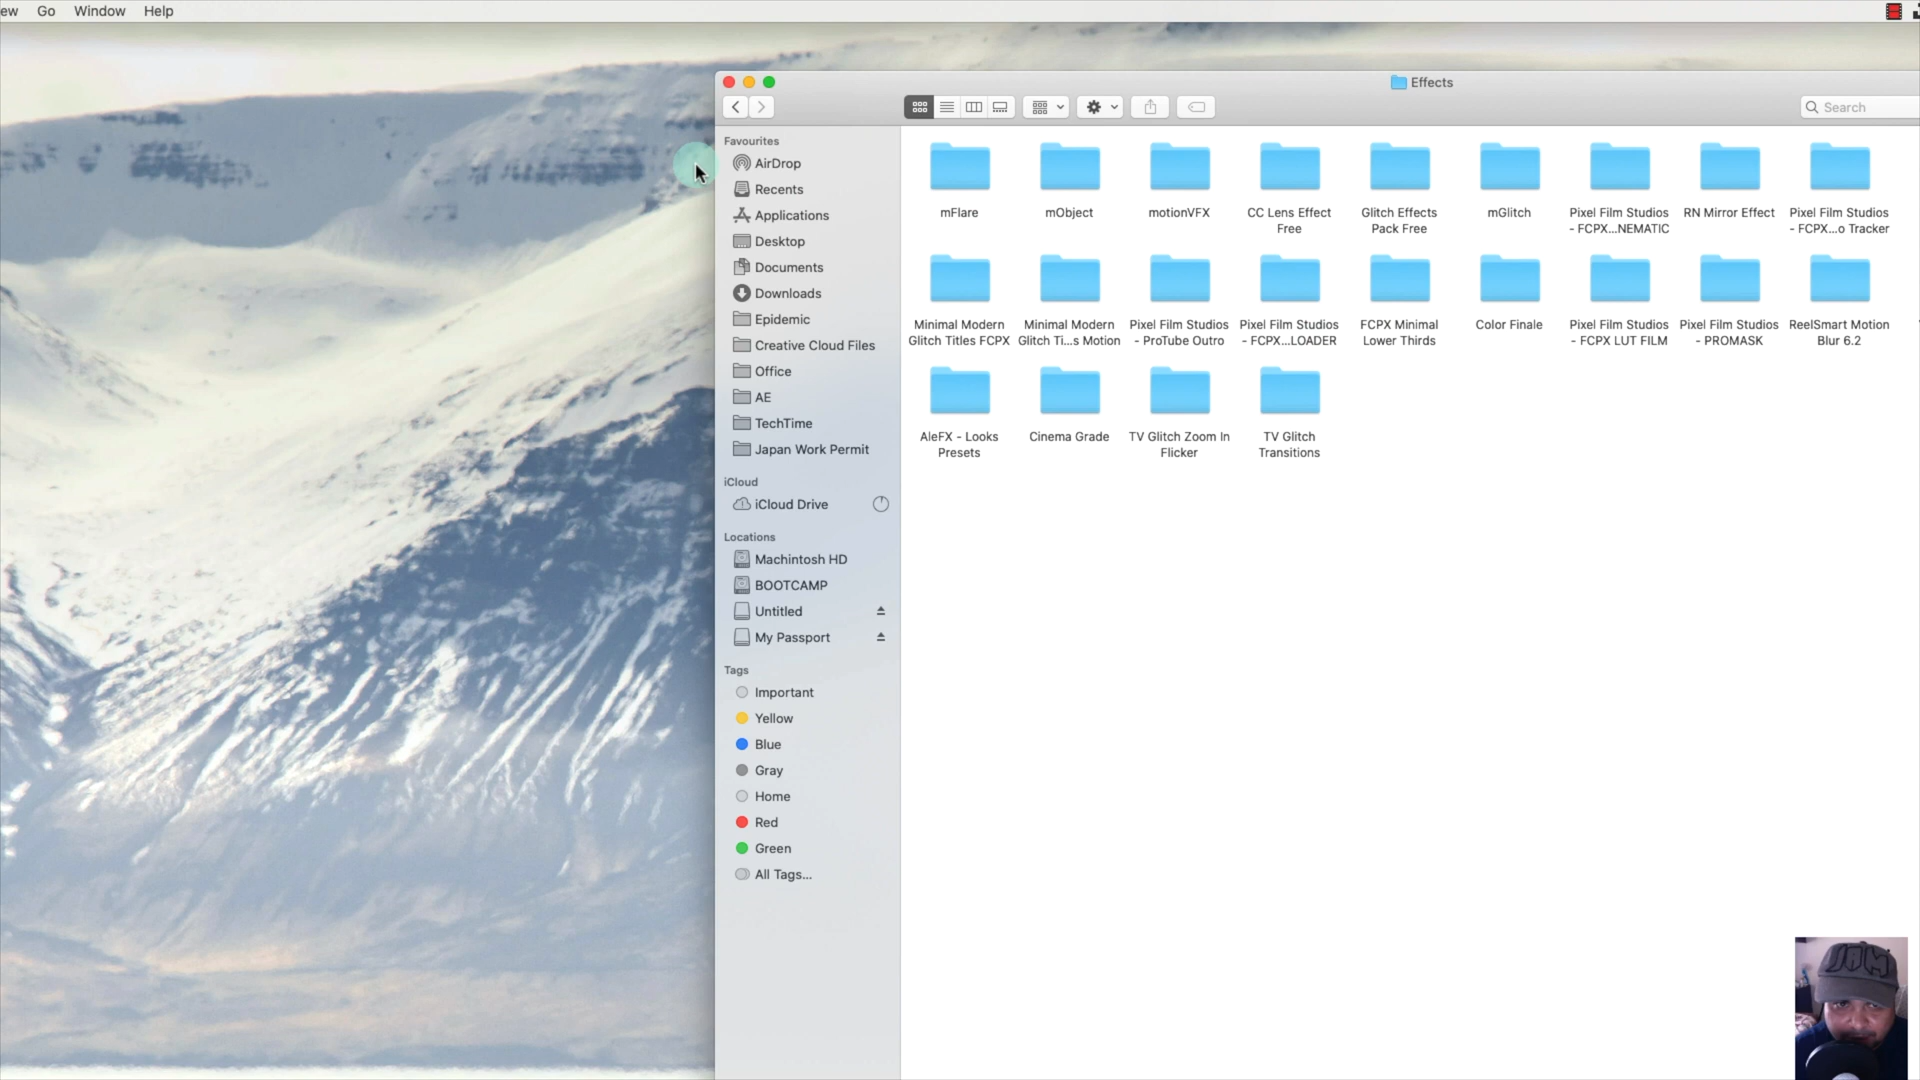 ew Go Window Help
Effects
Search
Favourites
AirDrop
Recents
Applications
Desktop
Documents
Downloads
Epidemic
Creative Cloud Files
Office
AE
TechTime
Japan Work Permit
iCloud
iCloud Drive
Locations
Machintosh HD
BOOTCAMP
Untitled
My Passport
Tags
Important
Yellow
Blue
Gray
Home
Red
Green
All Tags...
mFlare
mObject
motionVFX
CC Lens Effect
Free
Glitch Effects
Pack Free
mGlitch
Pixel Film Studios
- FCPX...NEMATIC
RN Mirror Effect
Pixel Film Studios
- FCPX...o Tracker
Minimal Modern
Glitch Titles FCPX
Minimal Modern
Glitch Ti...s Motion
Pixel Film Studios
- ProTube Outro
Pixel Film Studios
- FCPX...LOADER
FCPX Minimal
Lower Thirds
Color Finale
Pixel Film Studios
- FCPX LUT FILM
Pixel Film Studios
- PROMASK
ReelSmart Motion
Blur 6.2
AleFX - Looks
Presets
Cinema Grade
TV Glitch Zoom In
Flicker
TV Glitch
Transitions
JAM